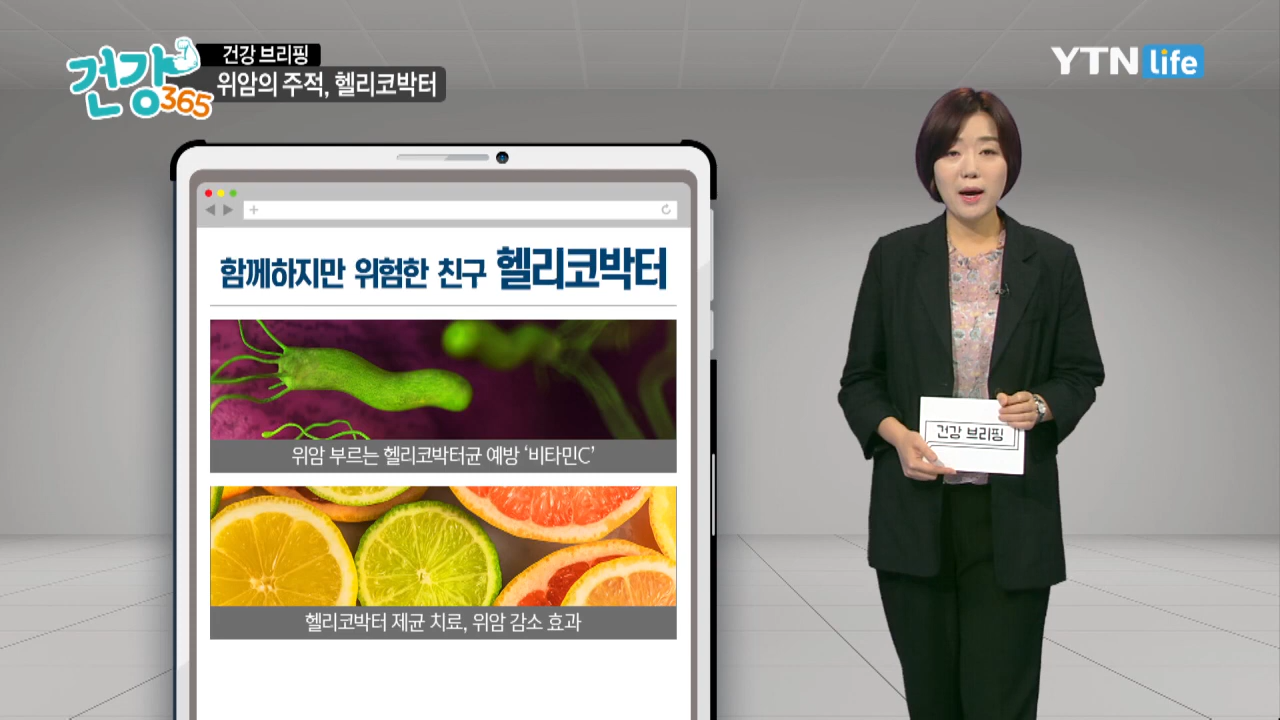 건강 365
건강 브리핑
위암의 주적, 헬리코박터
YTN life
함께하지만 위험한 친구 헬리코박터
위암 부르는 헬리코박터균 예방 ‘비타민C’
헬리코박터 제균 치료, 위암 감소 효과
건강 브리핑